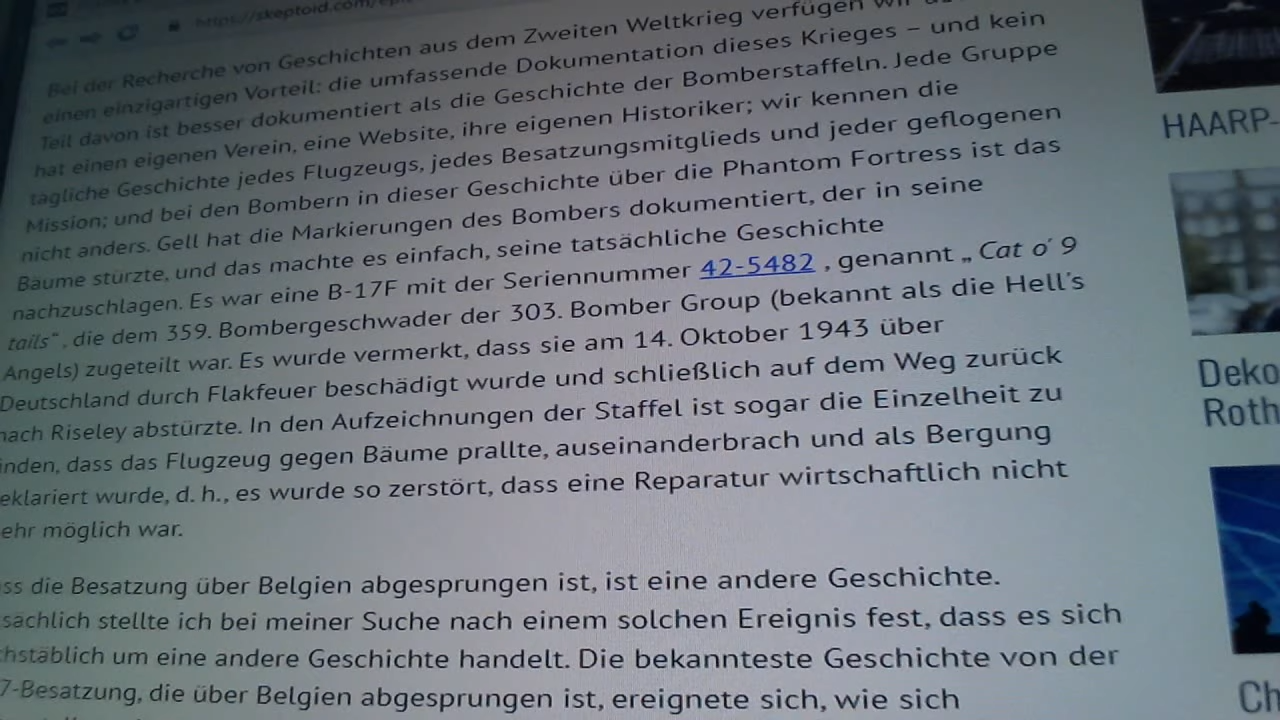 https://skeptoid.com/epi
Bei der Recherche von Geschichten aus dem Zweiten Weltkrieg verfügen wir
einen einzigartigen Vorteil: die umfassende Dokumentation dieses Krieges – und kein
Teil davon ist besser dokumentiert als die Geschichte der Bomberstaffeln. Jede Gruppe
hat einen eigenen Verein, eine Website, ihre eigenen Historiker; wir kennen die
tägliche Geschichte jedes Flugzeugs, jedes Besatzungsmitglieds und jeder geflogenen
Mission; und bei den Bombern in dieser Geschichte über die Phantom Fortress ist das
nicht anders. Gell hat die Markierungen des Bombers dokumentiert, der in seine
Bäume stürzte, und das machte es einfach, seine tatsächliche Geschichte
nachzuschlagen. Es war eine B-17F mit der Seriennummer 42-5482 , genannt „ Cat o' 9
tails“ , die dem 359. Bombergeschwader der 303. Bomber Group (bekannt als die Hell's
Angels) zugeteilt war. Es wurde vermerkt, dass sie am 14. Oktober 1943 über
Deutschland durch Flakfeuer beschädigt wurde und schließlich auf dem Weg zurück
nach Riseley abstürzte. In den Aufzeichnungen der Staffel ist sogar die Einzelheit zu
inden, dass das Flugzeug gegen Bäume prallte, auseinanderbrach und als Bergung
eklariert wurde, d. h., es wurde so zerstört, dass eine Reparatur wirtschaftlich nicht
ehr möglich war.
ss die Besatzung über Belgien abgesprungen ist, ist eine andere Geschichte.
sächlich stellte ich bei meiner Suche nach einem solchen Ereignis fest, dass es sich
hstäblich um eine andere Geschichte handelt. Die bekannteste Geschichte von der
7-Besatzung, die über Belgien abgesprungen ist, ereignete sich, wie sich
HAARP-
Deko
Roth
Ch